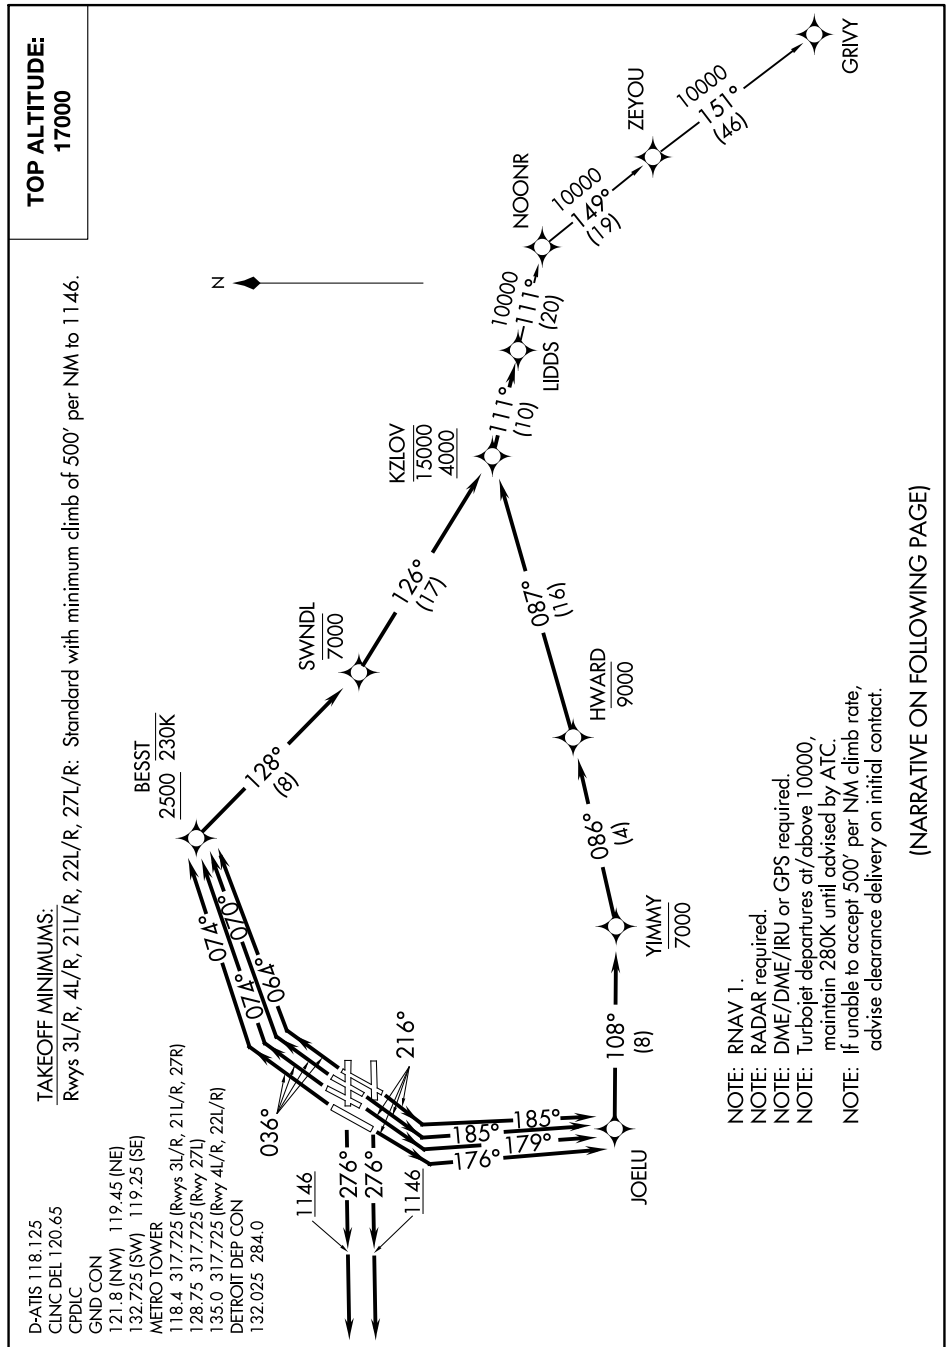 TOP ALTITUDE:
17000
TAKEOFF MINIMUMS:
Rwys 3L/R, 4L/R, 21L/R, 22L/R, 27L/R: Standard with minimum climb of 500' per NM to 1146.
D-ATIS 118.125
CLNC DEL 120.65
CPDLC
GND CON
121.8 (NW) 119.45 (NE)
132.725 (SW) 119.25 (SE)
METRO TOWER
118.4 317.725 (Rwys 3L/R, 21L/R, 27R)
128.75 317.725 (Rwy 27L)
135.0 317.725 (Rwy 4L/R, 22L/R)
DETROIT DEP CON
132.025 284.0
N
BESST
2500 230K
074°
074°
070°
064°
036°
216°
1146
276°
276°
1146
128°
(8)
SWNDL
7000
126°
(17)
KZLOV
15000
4000
111°
(10)
LIDDS
10000
111°
(20)
NOONR
10000
149°
(19)
ZEYOU
10000
151°
(46)
GRIVY
185°
185°
179°
176°
JOELU
108°
(8)
YIMMY
7000
086°
(4)
HWARD
9000
087°
(16)
NOTE: RNAV 1.
NOTE: RADAR required.
NOTE: DME/DME/IRU or GPS required.
NOTE: Turbojet departures at/above 10000,
maintain 280K until advised by ATC.
NOTE: If unable to accept 500' per NM climb rate,
advise clearance delivery on initial contact.
(NARRATIVE ON FOLLOWING PAGE)